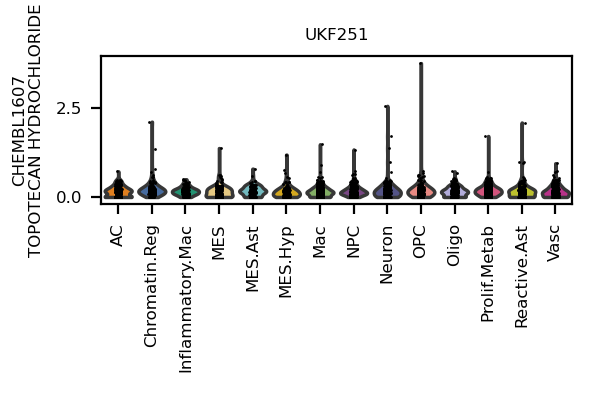 UKF251
CHEMBL1607
TOPOTECAN HYDROCHLORIDE
2.5
0.0
AC
Chromatin.Reg
Inflammatory.Mac
MES
MES.Ast
MES.Hyp
Mac
NPC
Neuron
OPC
Oligo
Prolif.Metab
Reactive.Ast
Vasc